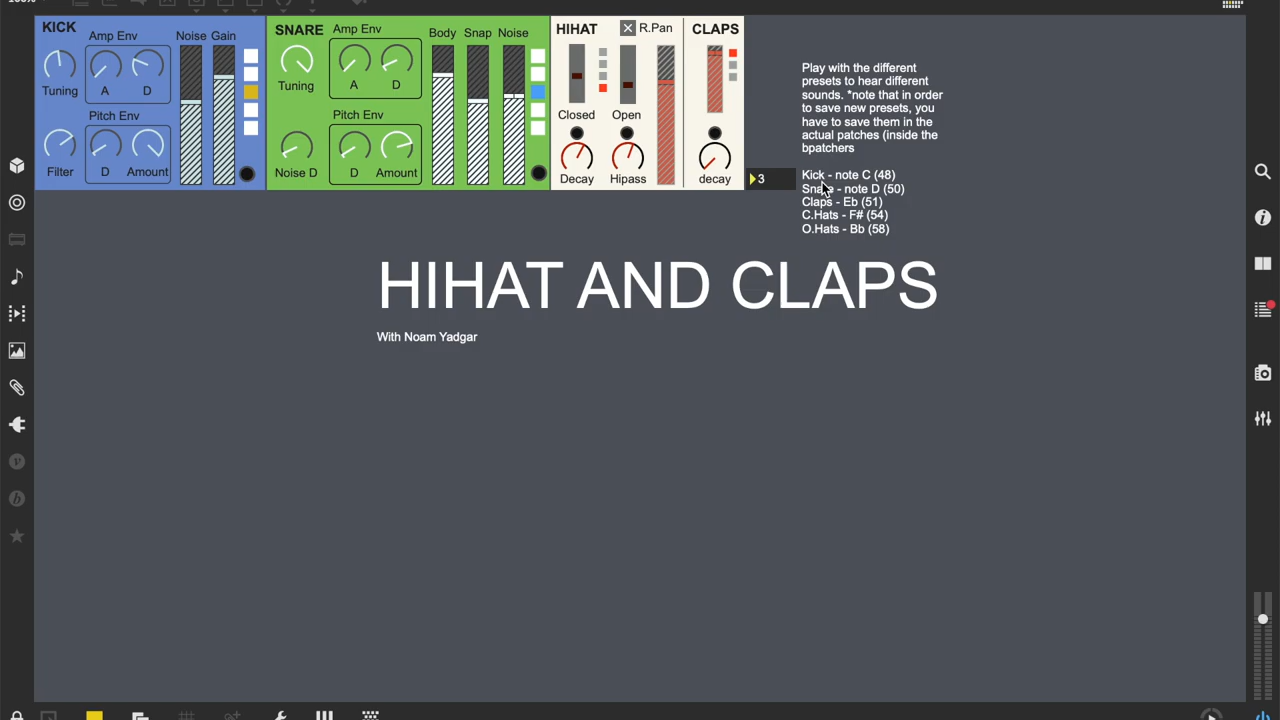 KICK
Amp Env
Noise Gain
Tuning
A
D
Pitch Env
Filter
D
Amount
SNARE
Amp Env
Body
Snap
Noise
Tuning
A
D
Pitch Env
Noise D
D
Amount
HIHAT
R.Pan
Closed
Open
Decay
Hipass
CLAPS
decay
3
Play with the different
presets to hear different
sounds. *note that in order
to save new presets, you
have to save them in the
actual patches (inside the
bpatchers
Kick - note C (48)
Snare - note D (50)
Claps - Eb (51)
C.Hats - F# (54)
O.Hats - Bb (58)
HIHAT AND CLAPS
With Noam Yadgar